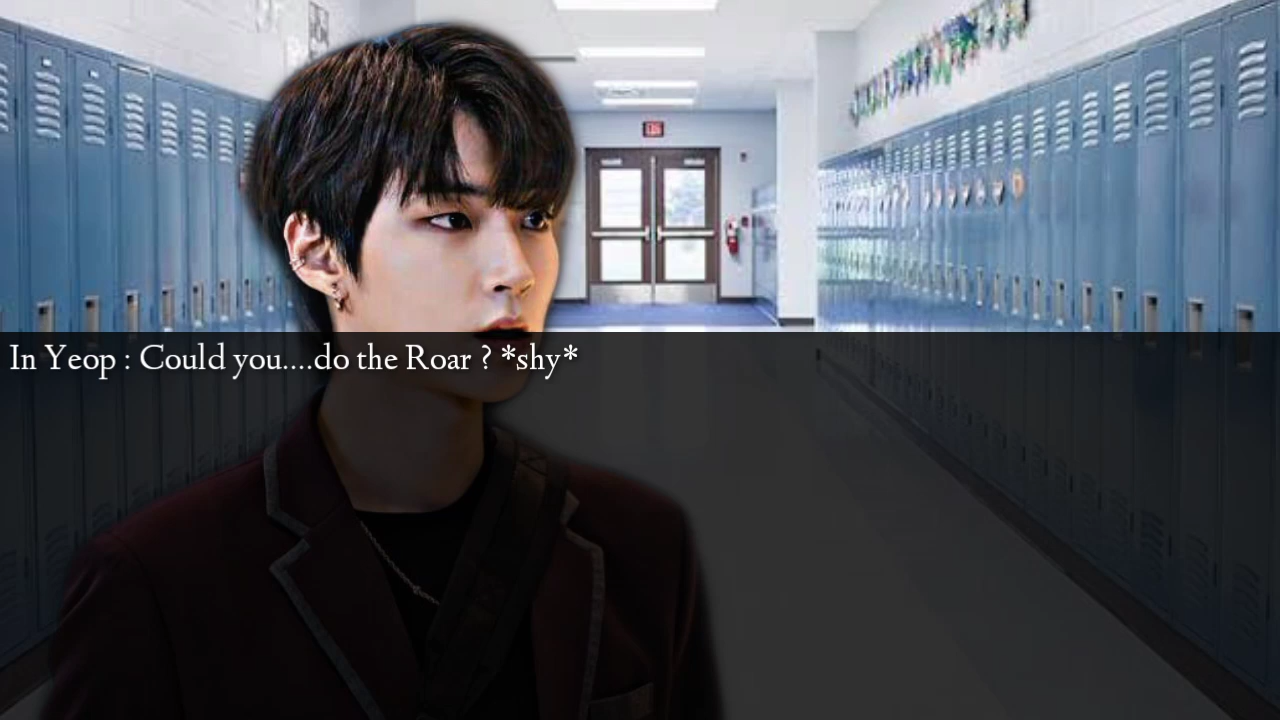 In Yeop : Could you....do the Roar ? *shy*